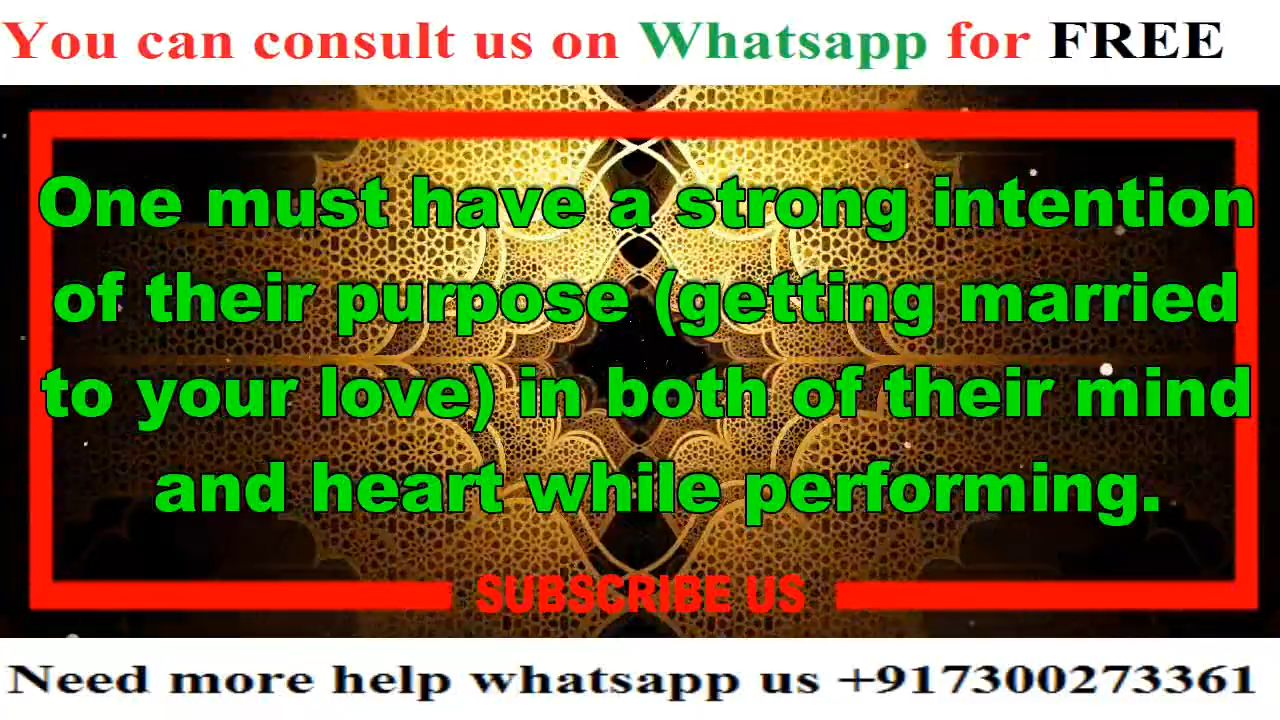 You can consult us on Whatsapp for FREE
One must have a strong intention
of their purpose (getting married
to your love) in both of their mind
and heart while performing.
SUBSCRIBE US
Need more help whatsapp us +917300273361